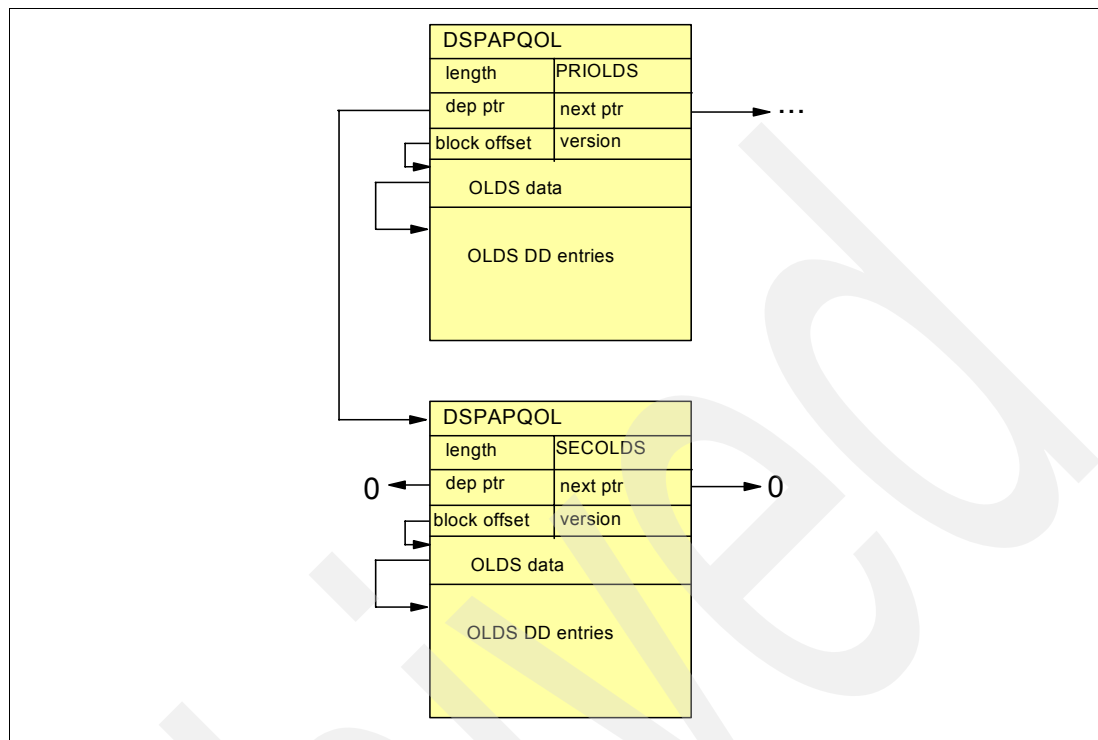 DSPAPQOL
length PRIOLDS
dep ptr next ptr ...
block offset version
OLDS data
OLDS DD entries
DSPAPQOL
length SECOLDS
0 dep ptr next ptr 0
block offset version
OLDS data
OLDS DD entries